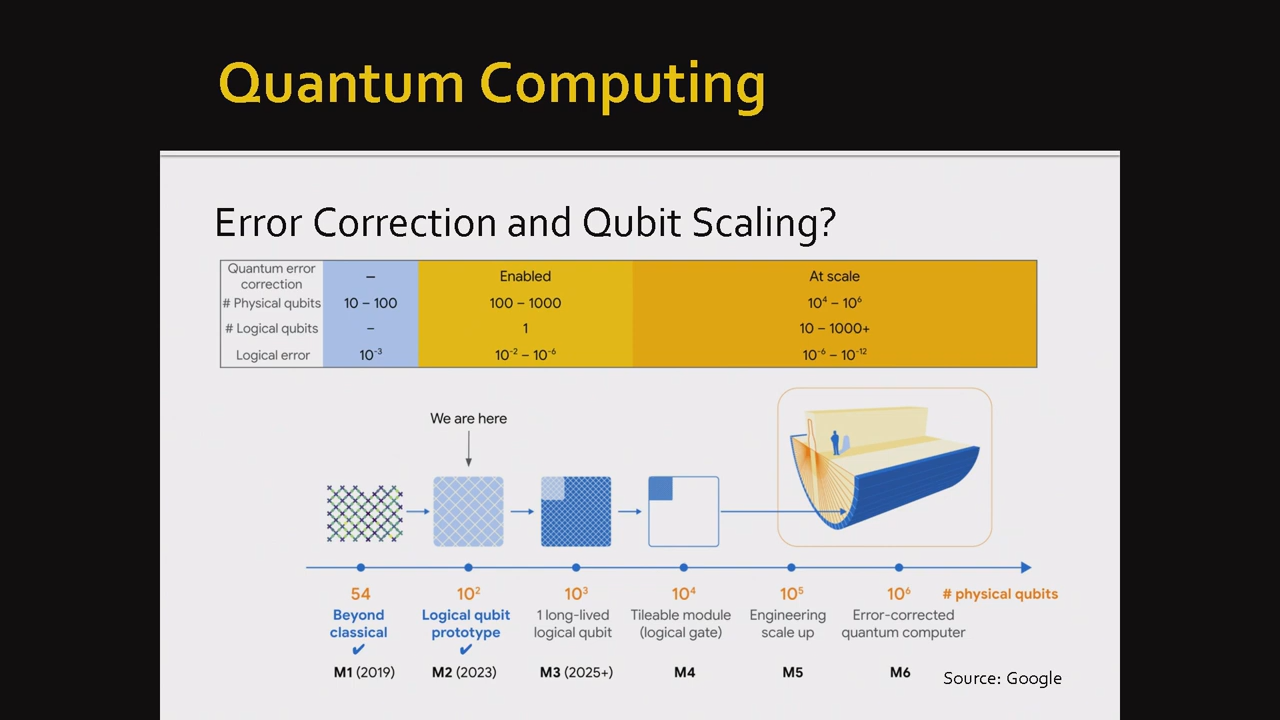 Quantum Computing
Error Correction and Qubit Scaling?
Quantum error correction – Enabled At scale
# Physical qubits 10 – 100 100 – 1000 10⁴ – 10⁶
# Logical qubits – 1 10 – 1000+
Logical error 10⁻³ 10⁻² – 10⁻⁶ 10⁻⁶ – 10⁻¹²
We are here
54 10² 10³ 10⁴ 10⁵ 10⁶ # physical qubits
Beyond classical ✔
Logical qubit prototype ✔
1 long-lived logical qubit
Tileable module (logical gate)
Engineering scale up
Error-corrected quantum computer
M1 (2019) M2 (2023) M3 (2025+) M4 M5 M6
Source: Google